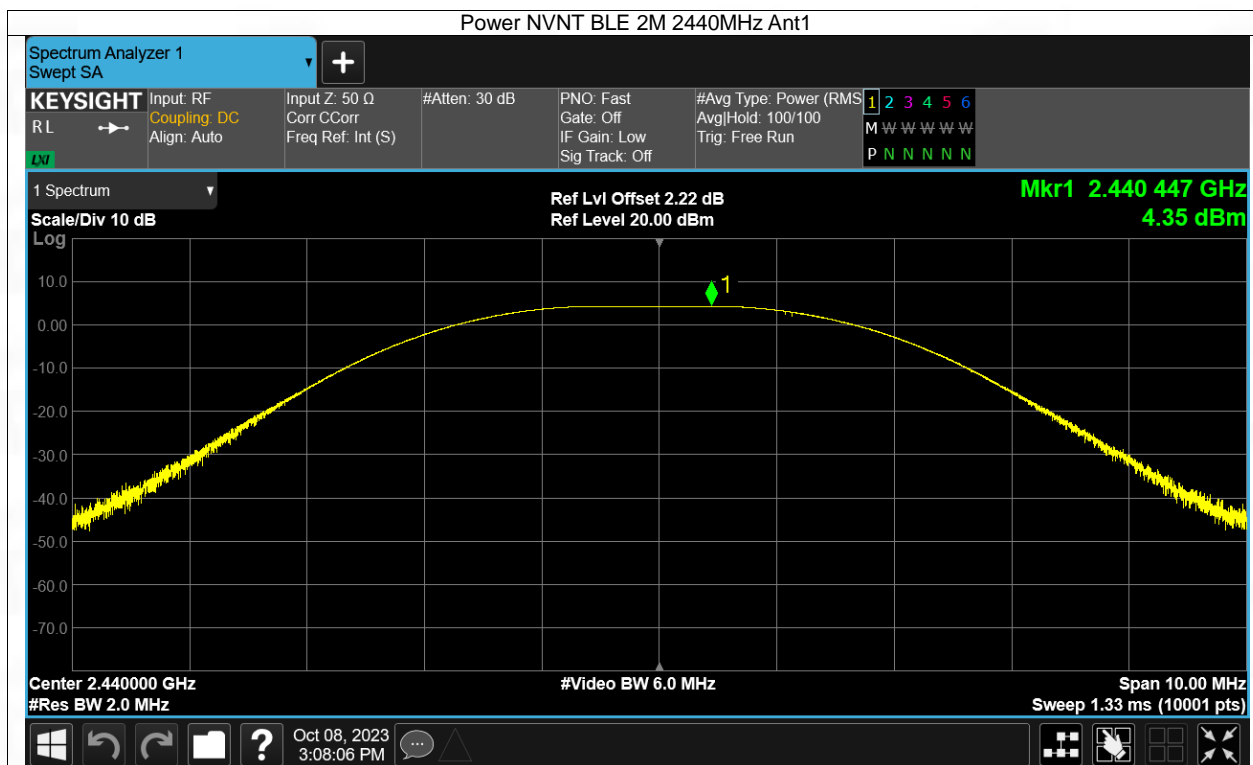 Power NVNT BLE 2M 2440MHz Ant1
Spectrum Analyzer 1
Swept SA
KEYSIGHT
RL
LXI
Input: RF
Coupling: DC
Align: Auto
Input Z: 50 Ω
Corr CCorr
Freq Ref: Int (S)
#Atten: 30 dB
PNO: Fast
Gate: Off
IF Gain: Low
Sig Track: Off
#Avg Type: Power (RMS
Avg|Hold: 100/100
Trig: Free Run
1 2 3 4 5 6
M W W W W W
P N N N N N
1 Spectrum
Scale/Div 10 dB
Ref Lvl Offset 2.22 dB
Ref Level 20.00 dBm
Mkr1 2.440 447 GHz
4.35 dBm
Log
10.0
0.00
-10.0
-20.0
-30.0
-40.0
-50.0
-60.0
-70.0
1
Center 2.440000 GHz
#Res BW 2.0 MHz
#Video BW 6.0 MHz
Span 10.00 MHz
Sweep 1.33 ms (10001 pts)
?
Oct 08, 2023
3:08:06 PM